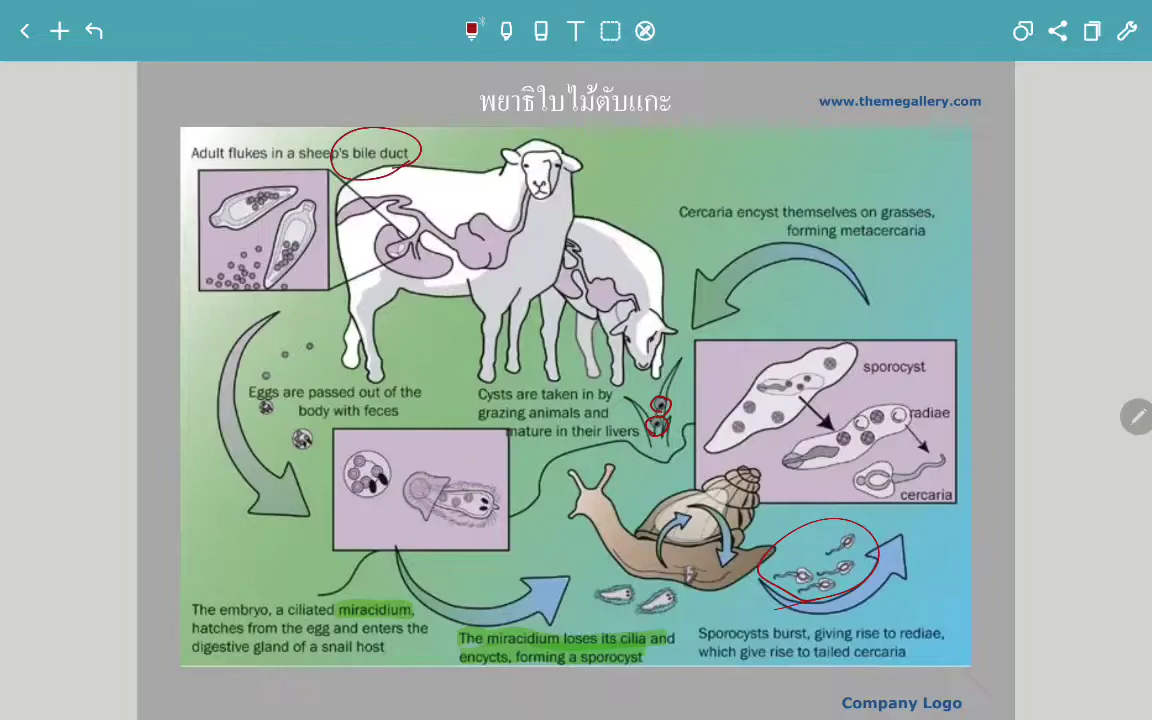 พยาธิใบไม้ตับแกะ
www.themegallery.com
Adult flukes in a sheep's bile duct
Cercaria encyst themselves on grasses,
forming metacercaria
sporocyst
radiae
cercaria
Eggs are passed out of the
body with feces
Cysts are taken in by
grazing animals and
mature in their livers
The embryo, a ciliated miracidium,
hatches from the egg and enters the
digestive gland of a snail host
The miracidium loses its cilia and
encycts, forming a sporocyst
Sporocysts burst, giving rise to rediae,
which give rise to tailed cercaria
Company Logo